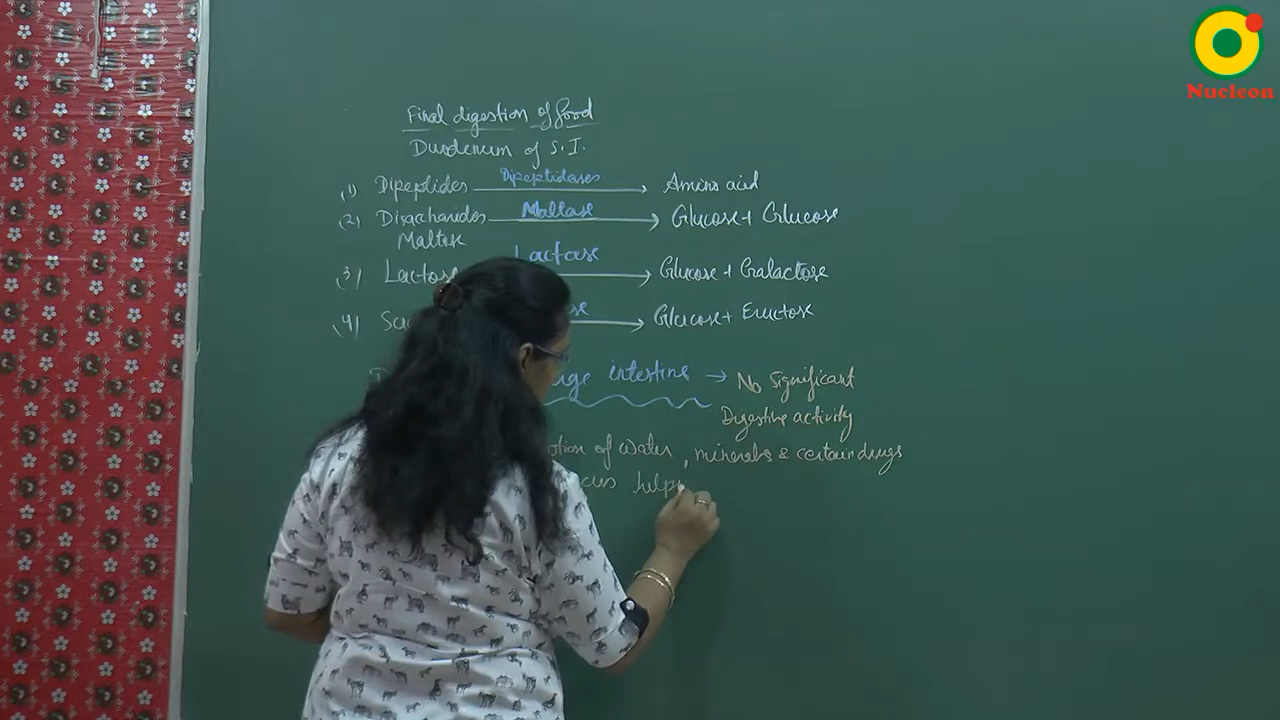 Nucleon
Final digestion of food
Duodenum of S.I.
(1) Dipeptides Dipeptidases → Amino acid
(2) Disacharides Maltase → Glucose + Glucose
Maltose
(3) Lactose Lactase → Glucose + Galactose
(4) → Glucose + Fructose
intestine → No significant
Digestive activity
of water, minerals & certain drugs
helps